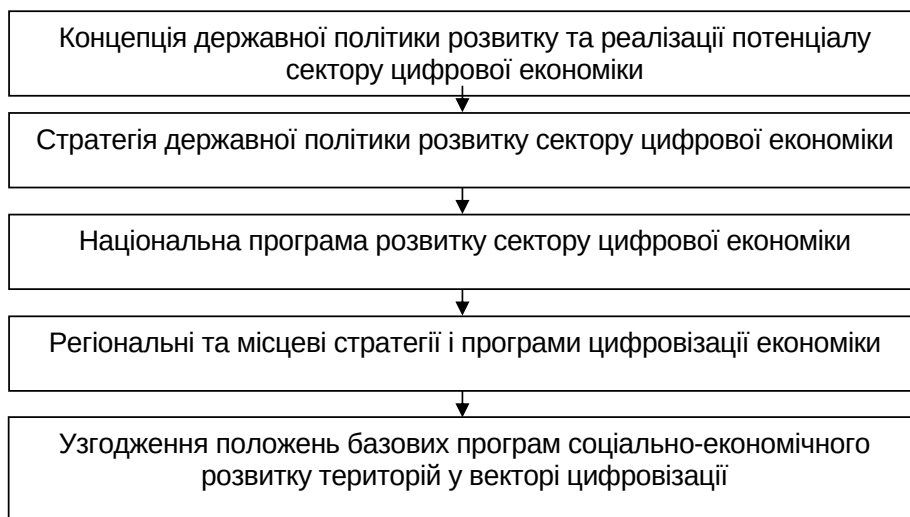 Концепція державної політики розвитку та реалізації потенціалу
сектору цифрової економіки
Стратегія державної політики розвитку сектору цифрової економіки
Національна програма розвитку сектору цифрової економіки
Регіональні та місцеві стратегії і програми цифровізації економіки
Узгодження положень базових програм соціально-економічного
розвитку територій у векторі цифровізації